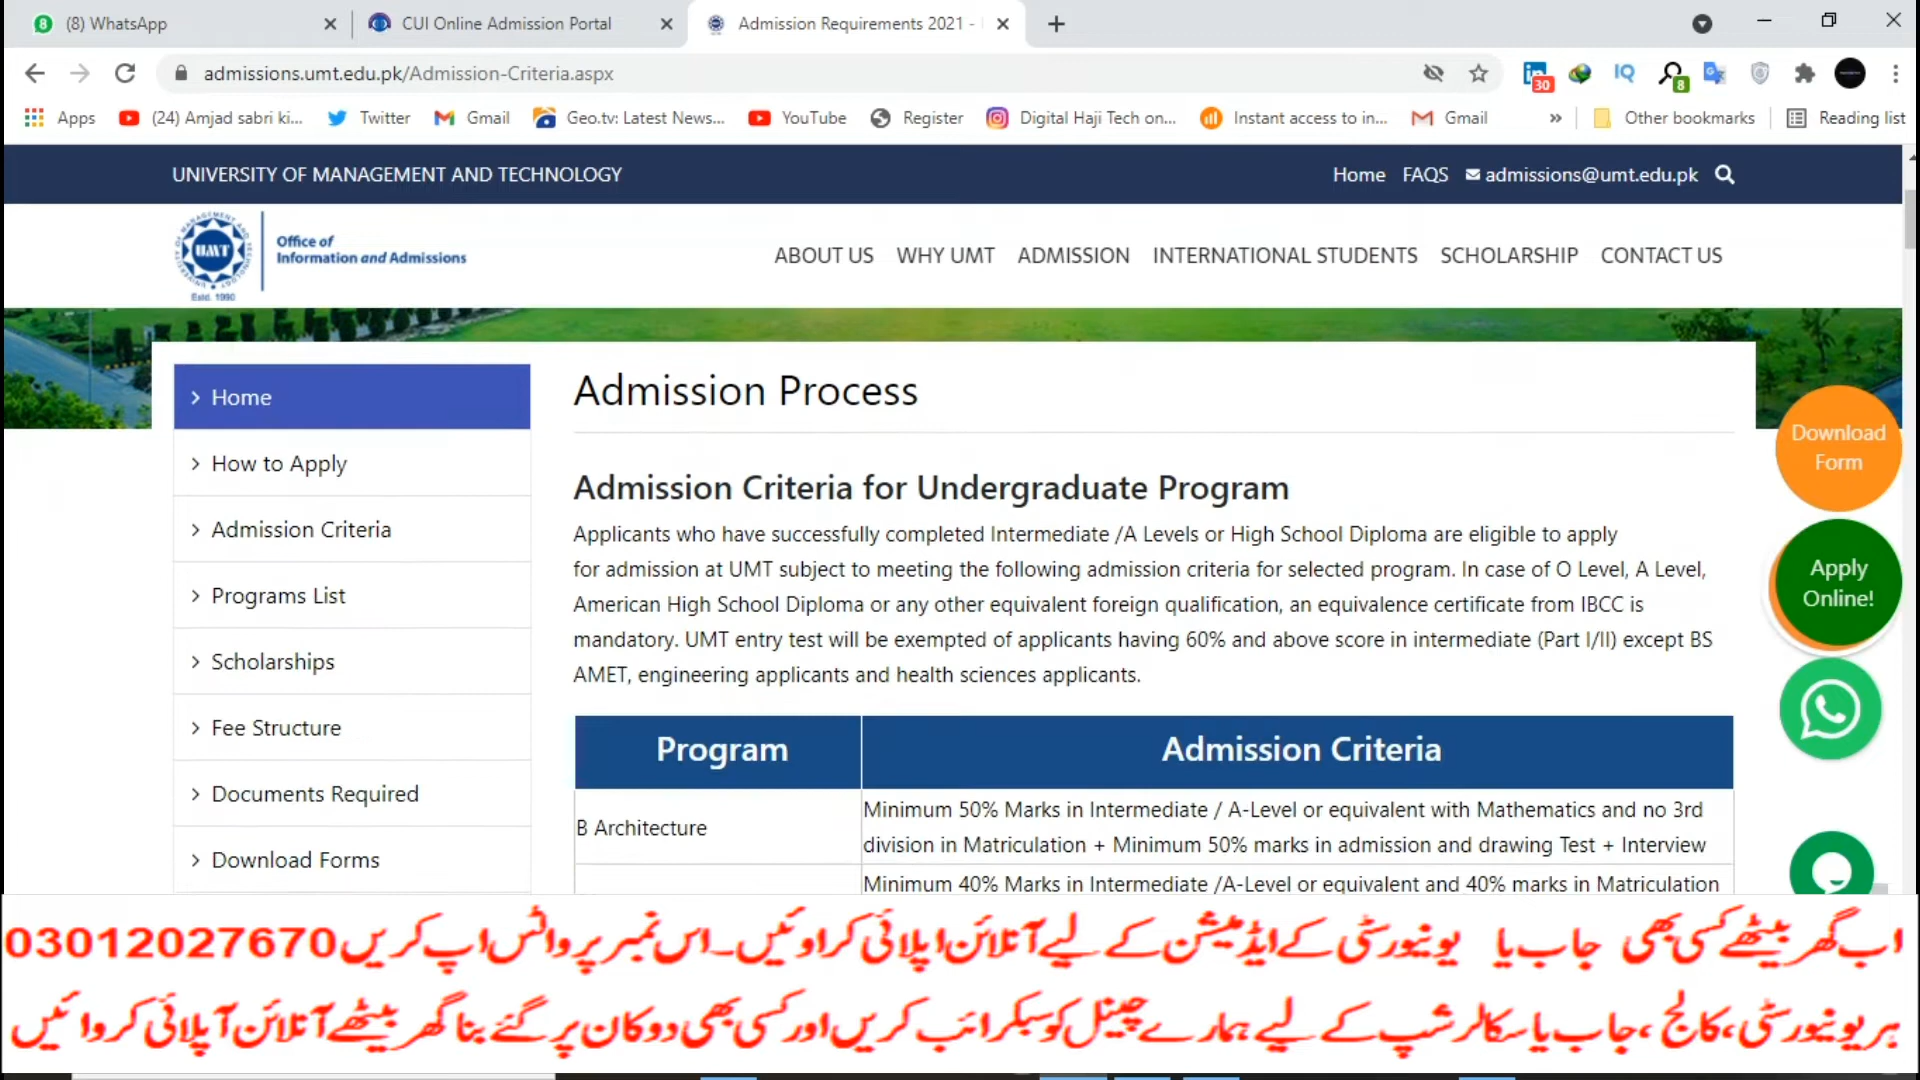 (8) WhatsApp
CUI Online Admission Portal
Admission Requirements 2021 -
admissions.umt.edu.pk/Admission-Criteria.aspx
30
8
Apps
(24) Amjad sabri ki...
Twitter
Gmail
Geo.tv: Latest News...
YouTube
Register
Digital Haji Tech on...
Instant access to in...
Gmail
»
Other bookmarks
Reading list
UNIVERSITY OF MANAGEMENT AND TECHNOLOGY
Home FAQS admissions@umt.edu.pk
UMT
Estd. 1990
Office of
Information and Admissions
ABOUT US WHY UMT ADMISSION INTERNATIONAL STUDENTS SCHOLARSHIP CONTACT US
Home
How to Apply
Admission Criteria
Programs List
Scholarships
Fee Structure
Documents Required
Download Forms
Admission Process
Admission Criteria for Undergraduate Program
Applicants who have successfully completed Intermediate /A Levels or High School Diploma are eligible to apply
for admission at UMT subject to meeting the following admission criteria for selected program. In case of O Level, A Level,
American High School Diploma or any other equivalent foreign qualification, an equivalence certificate from IBCC is
mandatory. UMT entry test will be exempted of applicants having 60% and above score in intermediate (Part I/II) except BS
AMET, engineering applicants and health sciences applicants.
Program Admission Criteria
B Architecture
Minimum 50% Marks in Intermediate / A-Level or equivalent with Mathematics and no 3rd
division in Matriculation + Minimum 50% marks in admission and drawing Test + Interview
Minimum 40% Marks in Intermediate /A-Level or equivalent and 40% marks in Matriculation
Download
Form
Apply
Online!
اب گھر بیٹھے کسی بھی جاب یا یونیورسٹی کے ایڈمیشن کے لیے آنلائن اپلائی کراوئیں۔اس نمبر پر واٹس اپ کریں 03012027670
ہر یونیورسٹی، کالج ،جاب یا سکالرشپ کے لیے ہمارے چینل کو سبکرائب کریں اور کسی بھی دوکان پر گئے بنا گھر بیٹھے آنلائن آپلائی کروائیں